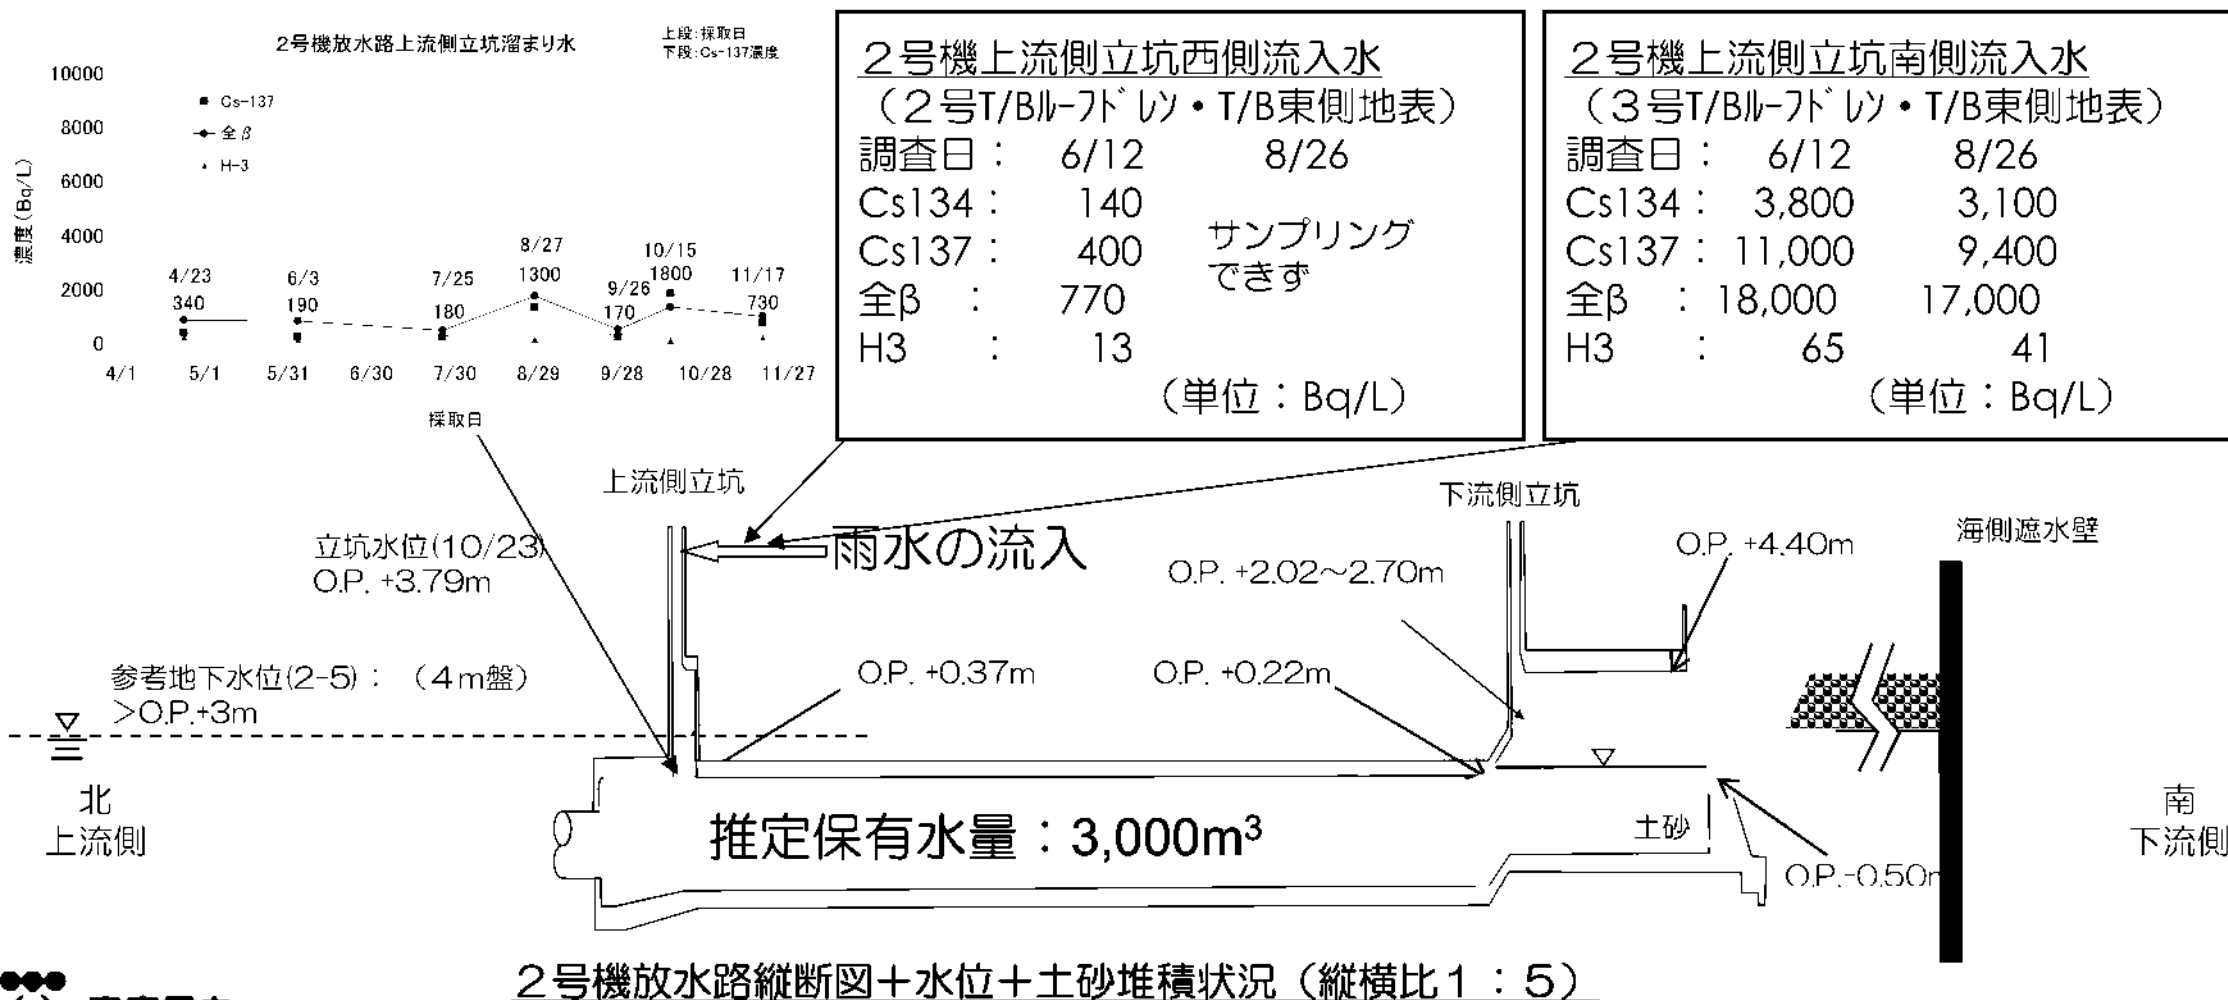 2号機放水路上流側立坑溜まり水
上段:採取日
下段:Cs-137濃度
濃度(Bq/L)
10000
8000
6000
4000
2000
0
Cs-137
全β
H-3
4/23
340
6/3
190
7/25
180
8/27
1300
9/26
170
10/15
1800
11/17
730
4/1 5/1 5/31 6/30 7/30 8/29 9/28 10/28 11/27
採取日
2号機上流側立坑西側流入水
(2号T/Bルーフドレン・T/B東側地表)
調査日: 6/12 8/26
Cs134: 140
Cs137: 400
全β: 770
H3: 13
サンプリング
できず
(単位:Bq/L)
2号機上流側立坑南側流入水
(3号T/Bルーフドレン・T/B東側地表)
調査日: 6/12 8/26
Cs134: 3,800 3,100
Cs137: 11,000 9,400
全β: 18,000 17,000
H3: 65 41
(単位:Bq/L)
上流側立坑
下流側立坑
海側遮水壁
立坑水位(10/23)
O.P. +3.79m
雨水の流入
O.P. +2.02~2.70m
O.P. +4.40m
参考地下水位(2-5): (4m盤)
>O.P.+3m
O.P. +0.37m
O.P. +0.22m
北
上流側
推定保有水量:3,000m³
土砂
O.P.-0.50
南
下流側
2号機放水路縦断図+水位+土砂堆積状況(縦横比1:5)